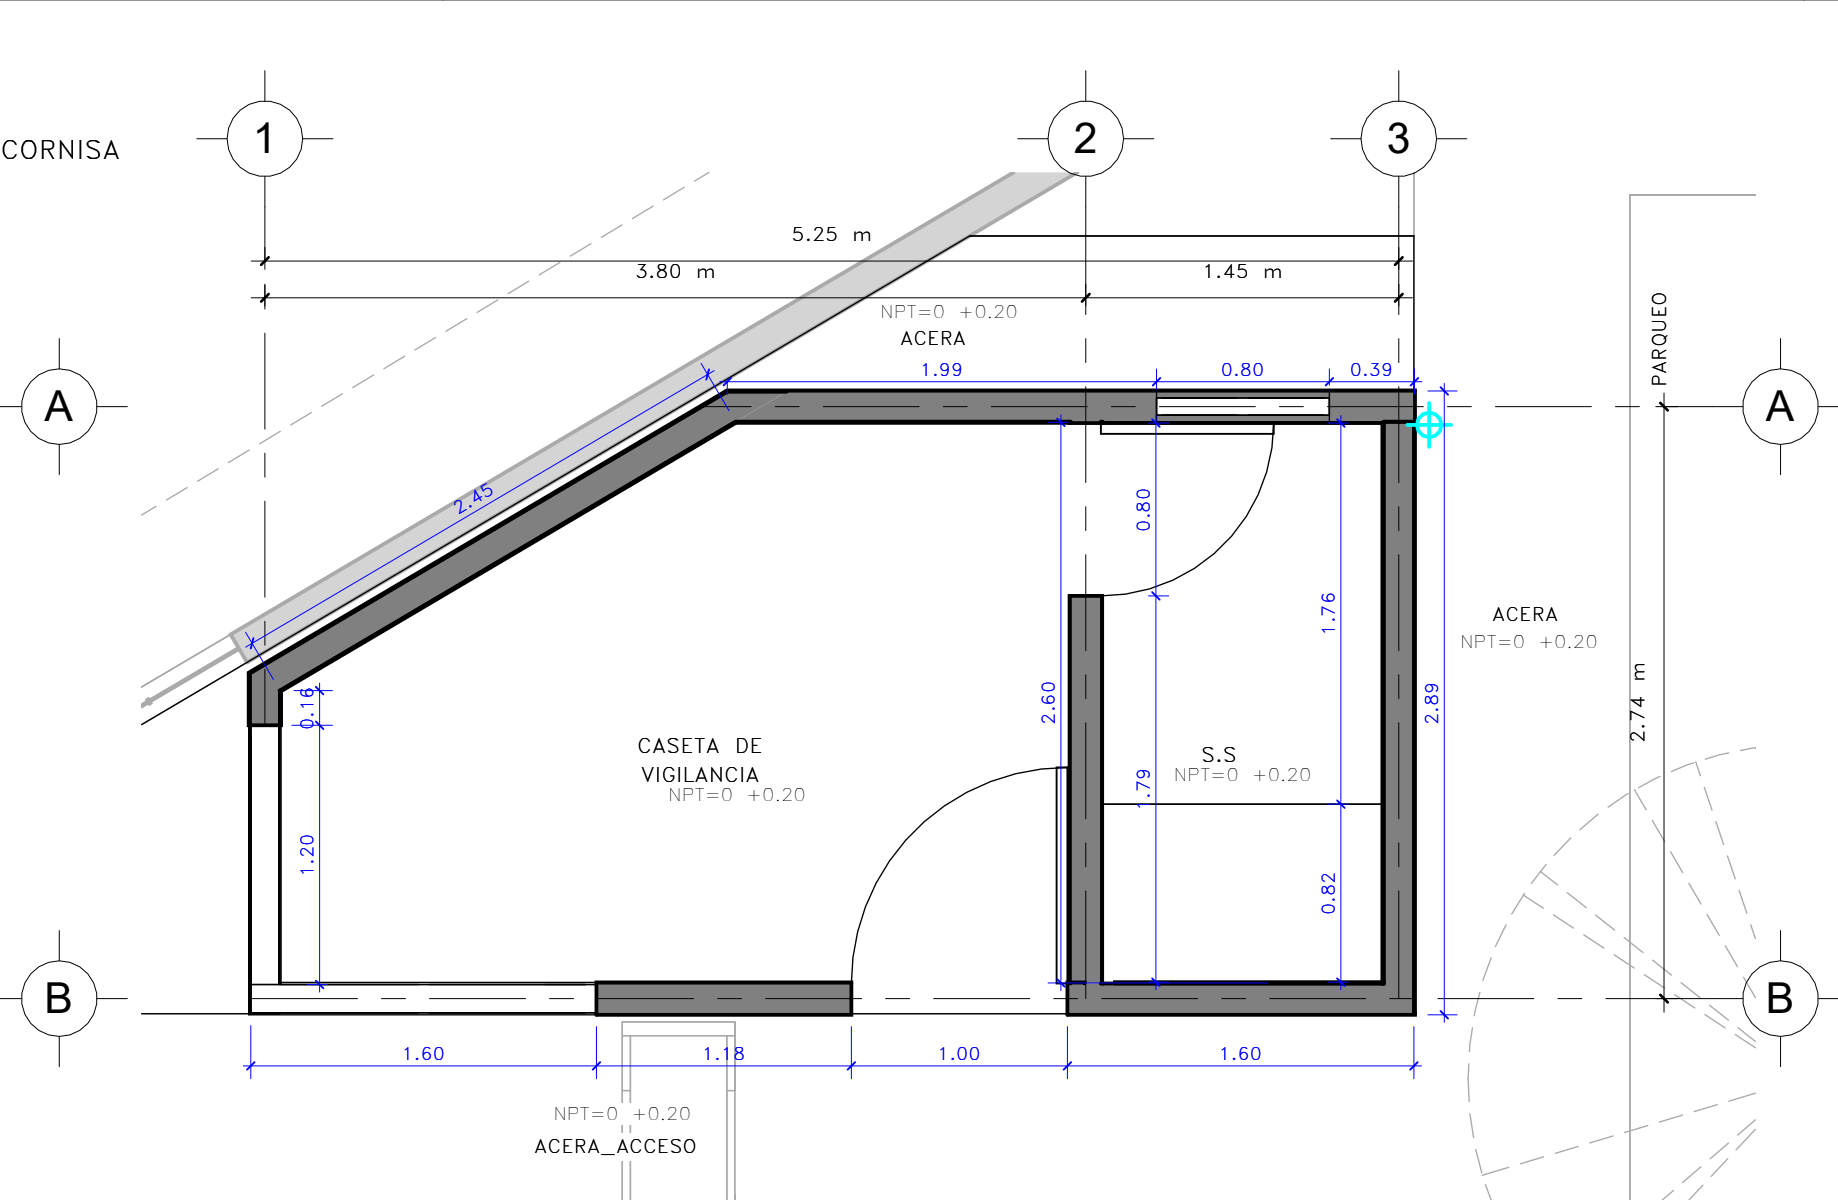 1
2
3
CORNISA
5.25 m
3.80 m
1.45 m
NPT=0 +0.20
ACERA
PARQUEO
1.99
0.80
0.39
A
A
2.45
0.80
1.76
ACERA
NPT=0 +0.20
0.16
2.60
2.89
2.74 m
CASETA DE
VIGILANCIA
NPT=0 +0.20
S.S
NPT=0 +0.20
1.79
1.20
0.82
B
B
1.60
1.18
1.00
1.60
NPT=0 +0.20
ACERA_ACCESO